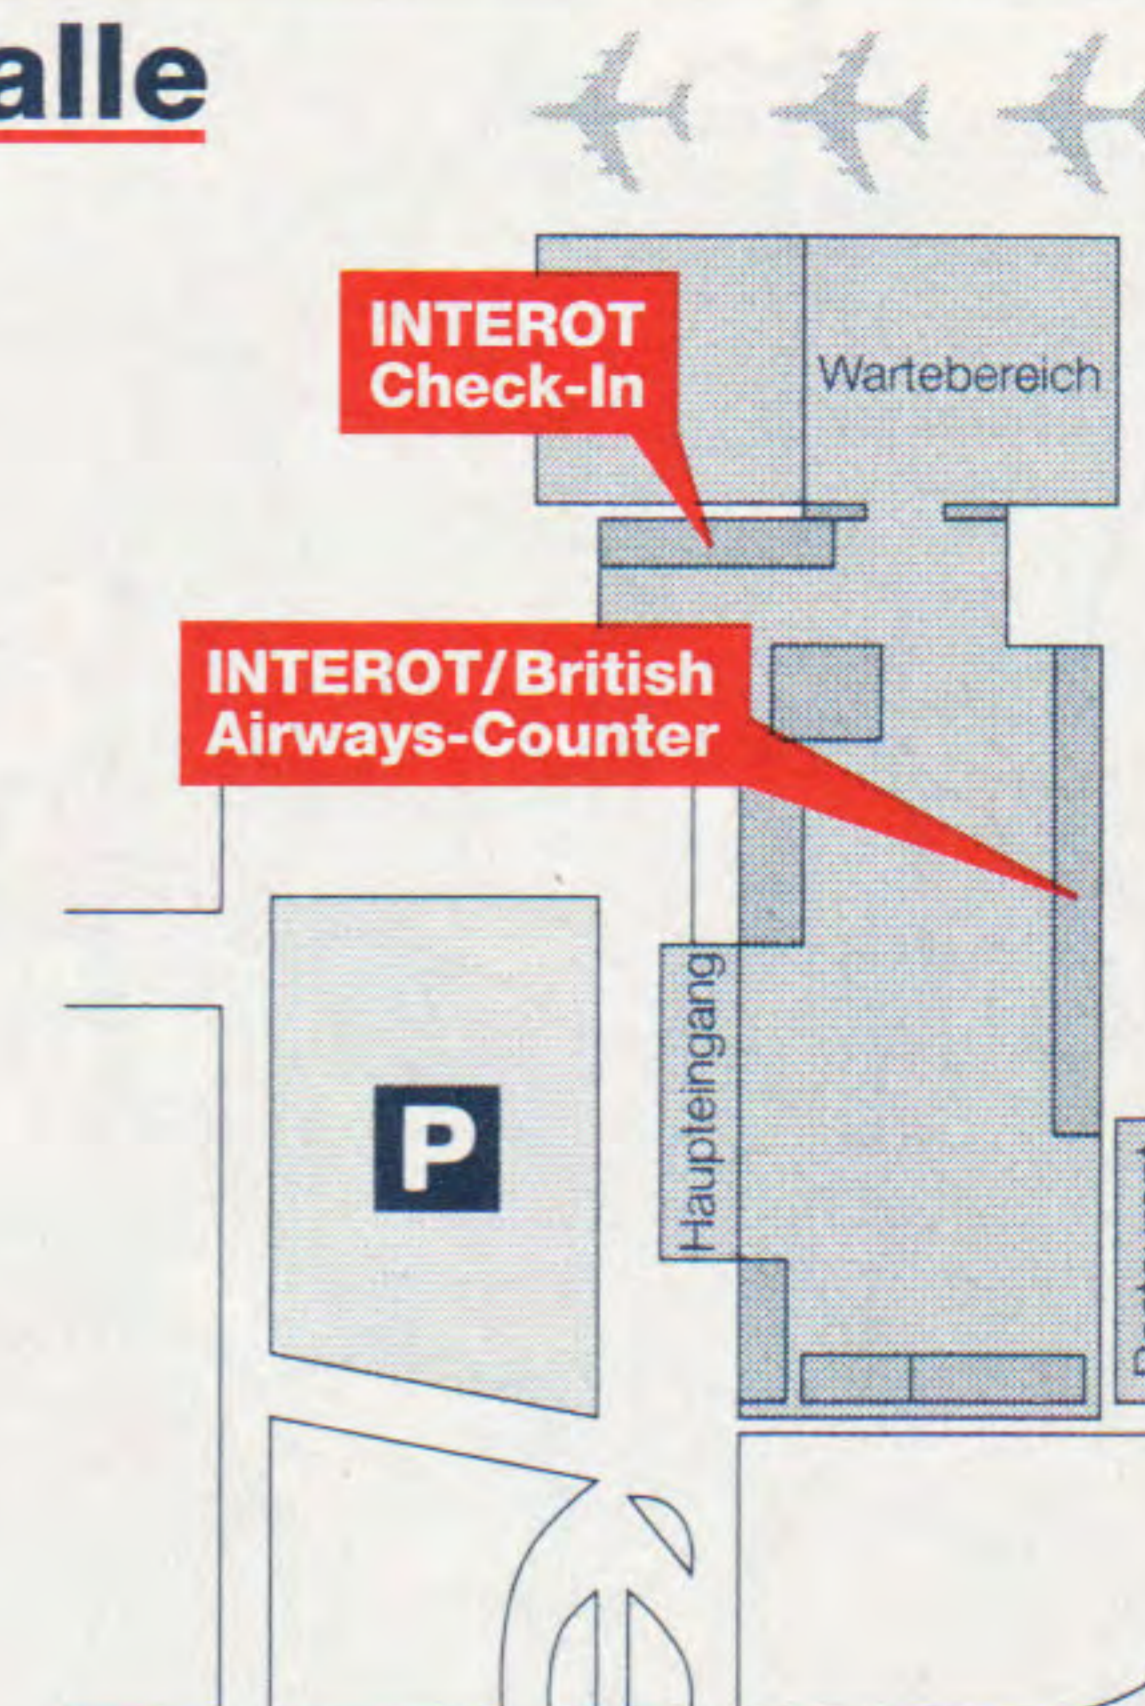 alle
INTEROT
Check-In
Wartebereich
INTEROT/British
Airways-Counter
Haupteingang
P